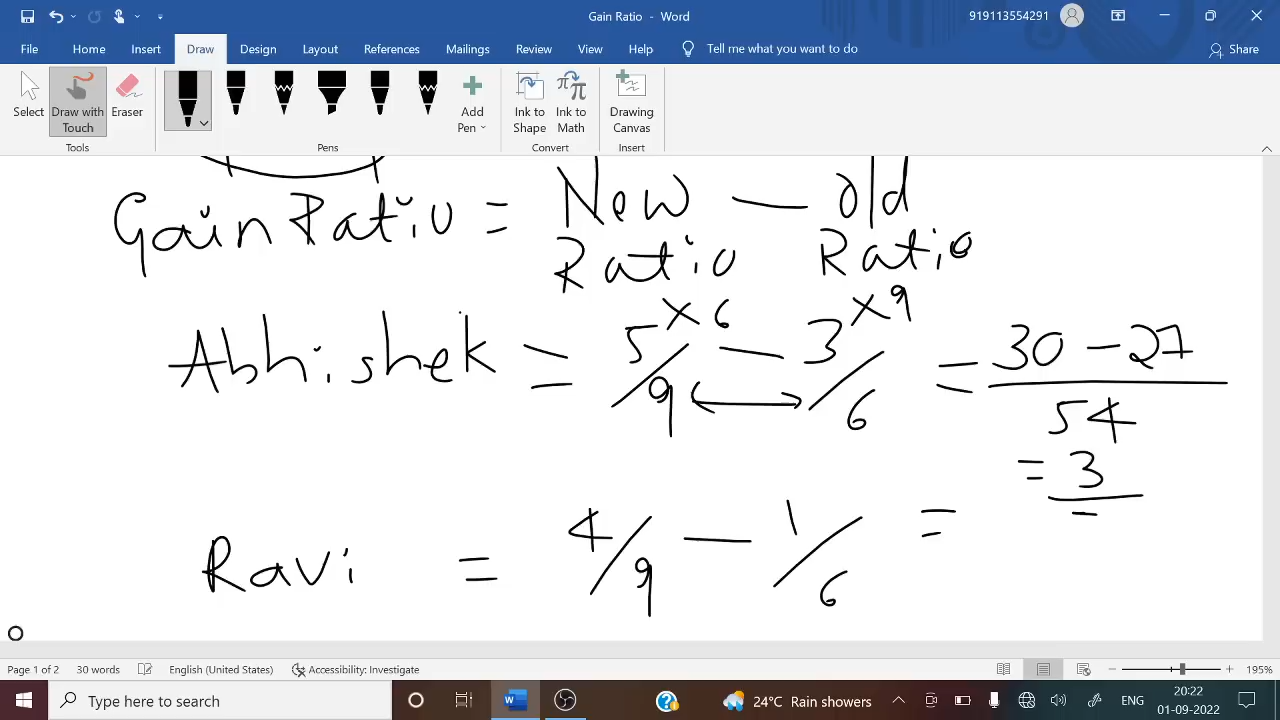 Gain Ratio - Word
919113554291
File Home Insert Draw Design Layout References Mailings Review View Help Tell me what you want to do Share
Select Draw with Touch Eraser Add Pen Ink to Shape Ink to Math Drawing Canvas
Tools Pens Convert Insert
Gain Ratio = New Ratio — Old Ratio
Abhishek = 5/9 × 6 — 3/6 × 9 = 30 - 27 / 54
= 3
Ravi = 4/9 — 1/6 =
Page 1 of 2 30 words English (United States) Accessibility: Investigate 195%
Type here to search 24°C Rain showers ENG 20:22
01-09-2022